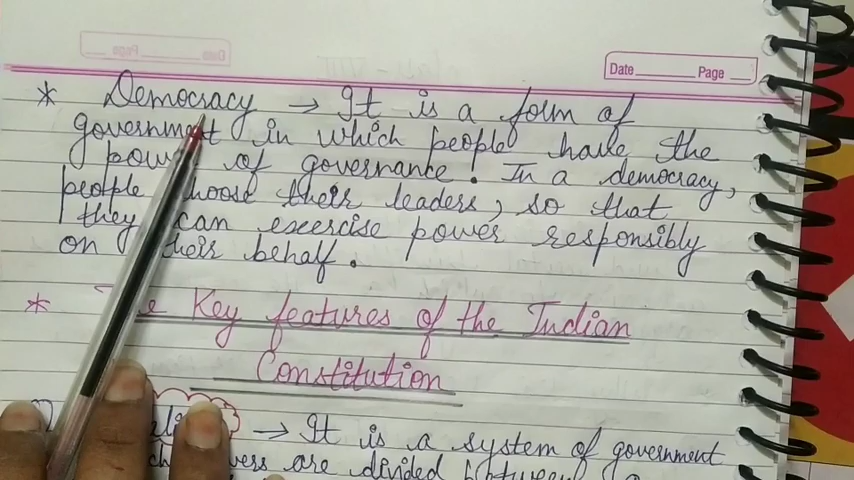 Date Page
* Democracy → It is a form of
government in which people have the
power of governance. In a democracy,
people choose their leaders, so that
they can exercise power responsibly
on their behalf.
* The Key features of the Indian
Constitution
→ It is a system of government
powers are divided between a